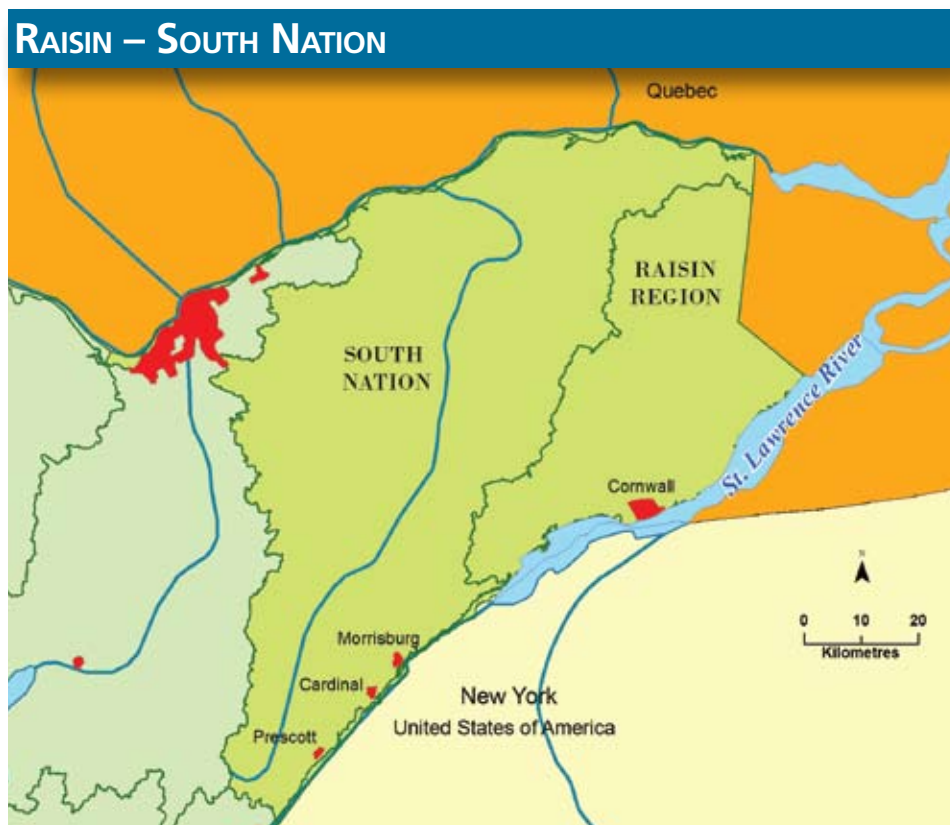 RAISIN – SOUTH NATION
Quebec
RAISIN
REGION
SOUTH
NATION
St. Lawrence River
Cornwall
N
0 10 20
Kilometres
Morrisburg
Cardinal
New York
United States of America
Prescott